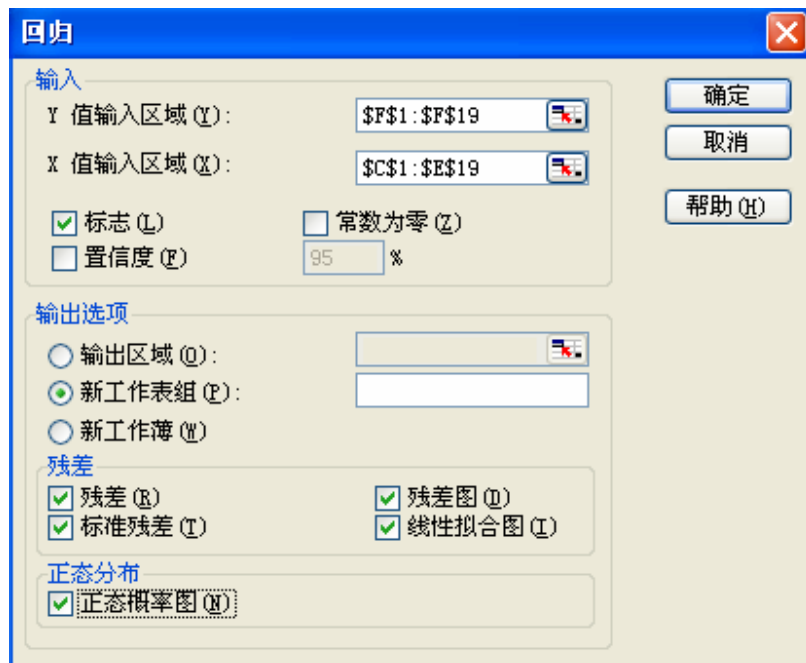 回归
输入
Y 值输入区域(Y): $F$1:$F$19
X 值输入区域(X): $C$1:$E$19
标志(L) 常数为零(Z)
置信度(F) 95 %
确定
取消
帮助(H)
输出选项
输出区域(O):
新工作表组(P):
新工作薄(W)
残差
残差(R) 残差图(D)
标准残差(T) 线性拟合图(I)
正态分布
正态概率图(N)